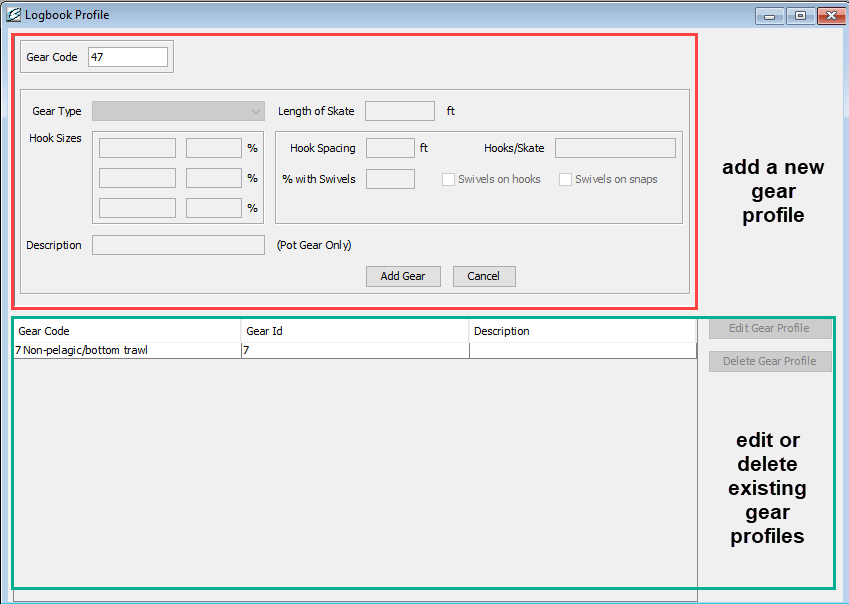 Logbook Profile
Gear Code 47
Gear Type Length of Skate ft
Hook Sizes % Hook Spacing ft Hooks/Skate
% % with Swivels Swivels on hooks Swivels on snaps
%
Description (Pot Gear Only)
Add Gear Cancel
add a new
gear
profile
Gear Code Gear Id Description
7 Non-pelagic/bottom trawl 7
Edit Gear Profile
Delete Gear Profile
edit or
delete
existing
gear
profiles